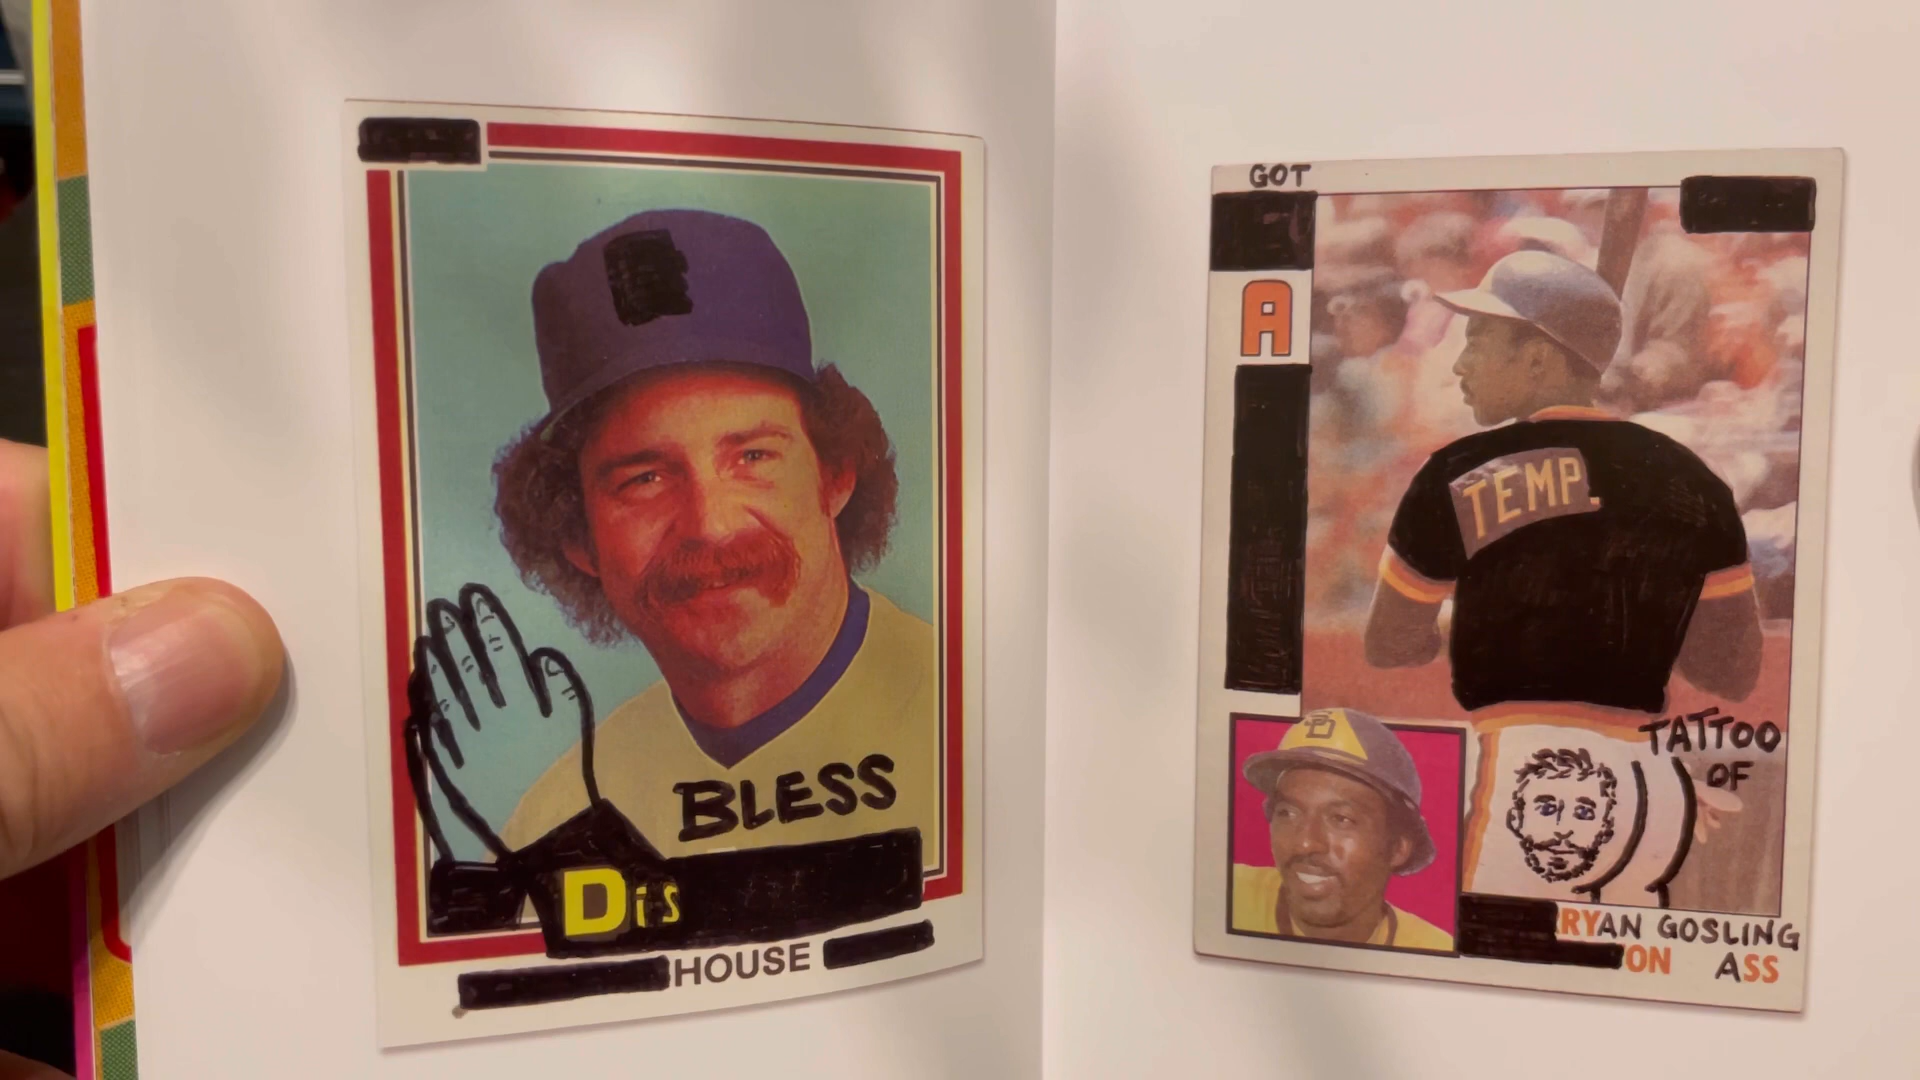 BLESS
Dis
HOUSE
GOT
A
TEMP.
TATTOO
OF
RYAN GOSLING
ON ASS